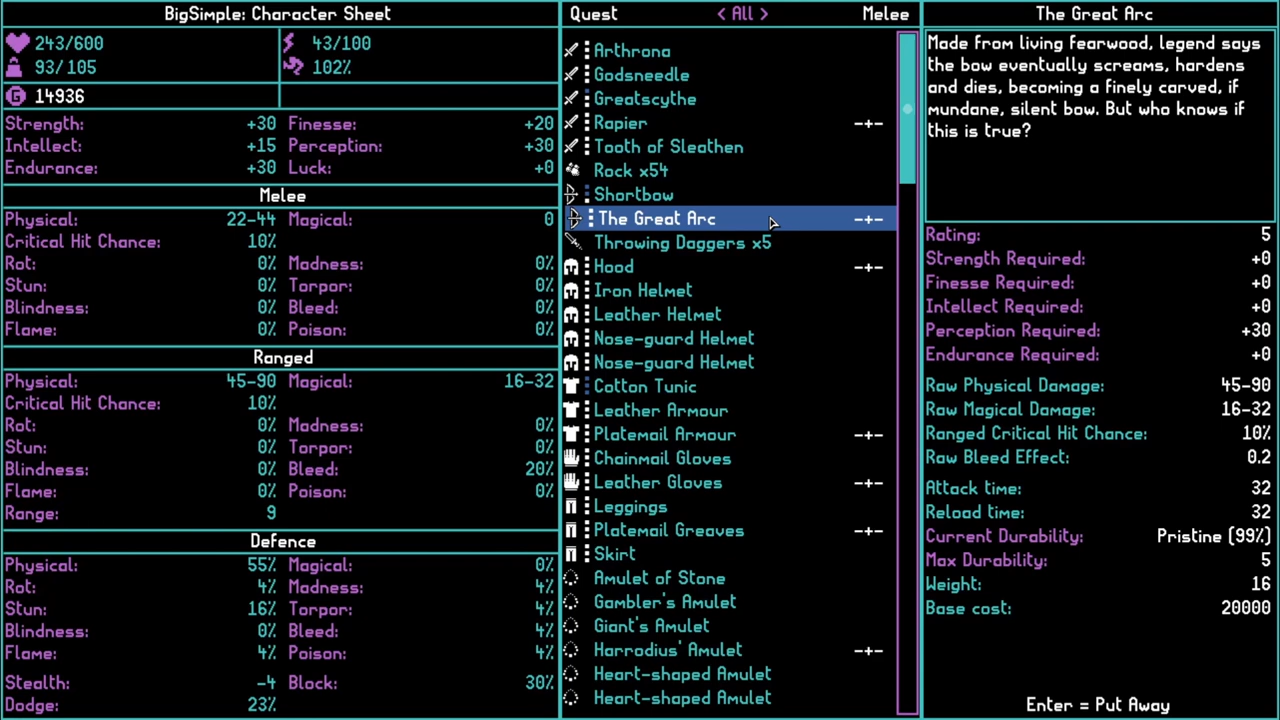 BigSimple: Character Sheet
243/600 43/100
93/105 102%
14936
Strength: +30 Finesse: +20
Intellect: +15 Perception: +30
Endurance: +30 Luck: +0
Melee
Physical: 22-44 Magical: 0
Critical Hit Chance: 10%
Rot: 0% Madness: 0%
Stun: 0% Torpor: 0%
Blindness: 0% Bleed: 0%
Flame: 0% Poison: 0%
Ranged
Physical: 45-90 Magical: 16-32
Critical Hit Chance: 10%
Rot: 0% Madness: 0%
Stun: 0% Torpor: 0%
Blindness: 0% Bleed: 20%
Flame: 0% Poison: 0%
Range: 9
Defence
Physical: 55% Magical: 0%
Rot: 4% Madness: 4%
Stun: 16% Torpor: 4%
Blindness: 0% Bleed: 4%
Flame: 4% Poison: 4%
Stealth: -4 Block: 30%
Dodge: 23%
Quest < All > Melee
Arthrona
Godsneedle
Greatscythe
Rapier -+-
Tooth of Sleathen
Rock x54
Shortbow
The Great Arc -+-
Throwing Daggers x5
Hood -+-
Iron Helmet
Leather Helmet
Nose-guard Helmet
Nose-guard Helmet
Cotton Tunic
Leather Armour
Platemail Armour -+-
Chainmail Gloves
Leather Gloves -+-
Leggings
Platemail Greaves -+-
Skirt
Amulet of Stone
Gambler's Amulet
Giant's Amulet
Harrodius' Amulet -+-
Heart-shaped Amulet
Heart-shaped Amulet
The Great Arc
Made from living fearwood, legend says
the bow eventually screams, hardens
and dies, becoming a finely carved, if
mundane, silent bow. But who knows if
this is true?
Rating: 5
Strength Required: +0
Finesse Required: +0
Intellect Required: +0
Perception Required: +30
Endurance Required: +0
Raw Physical Damage: 45-90
Raw Magical Damage: 16-32
Ranged Critical Hit Chance: 10%
Raw Bleed Effect: 0.2
Attack time: 32
Reload time: 32
Current Durability: Pristine (99%)
Max Durability: 5
Weight: 16
Base cost: 20000
Enter = Put Away